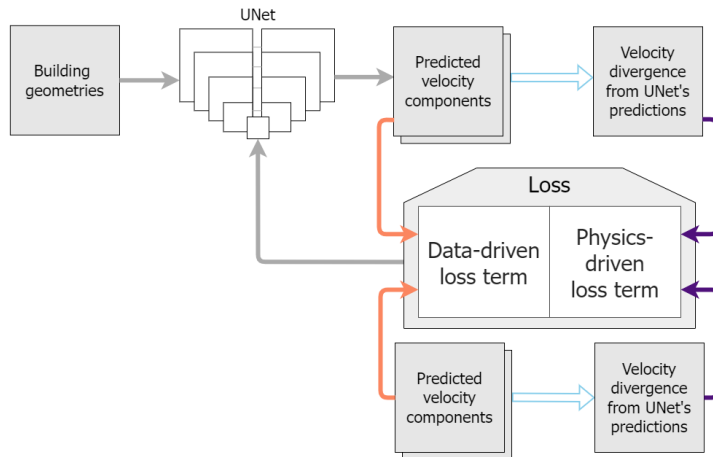 UNet
Building
geometries
Predicted
velocity
components
Velocity
divergence
from UNet's
predictions
Loss
Data-driven
loss term
Physics-
driven
loss term
Predicted
velocity
components
Velocity
divergence
from UNet's
predictions